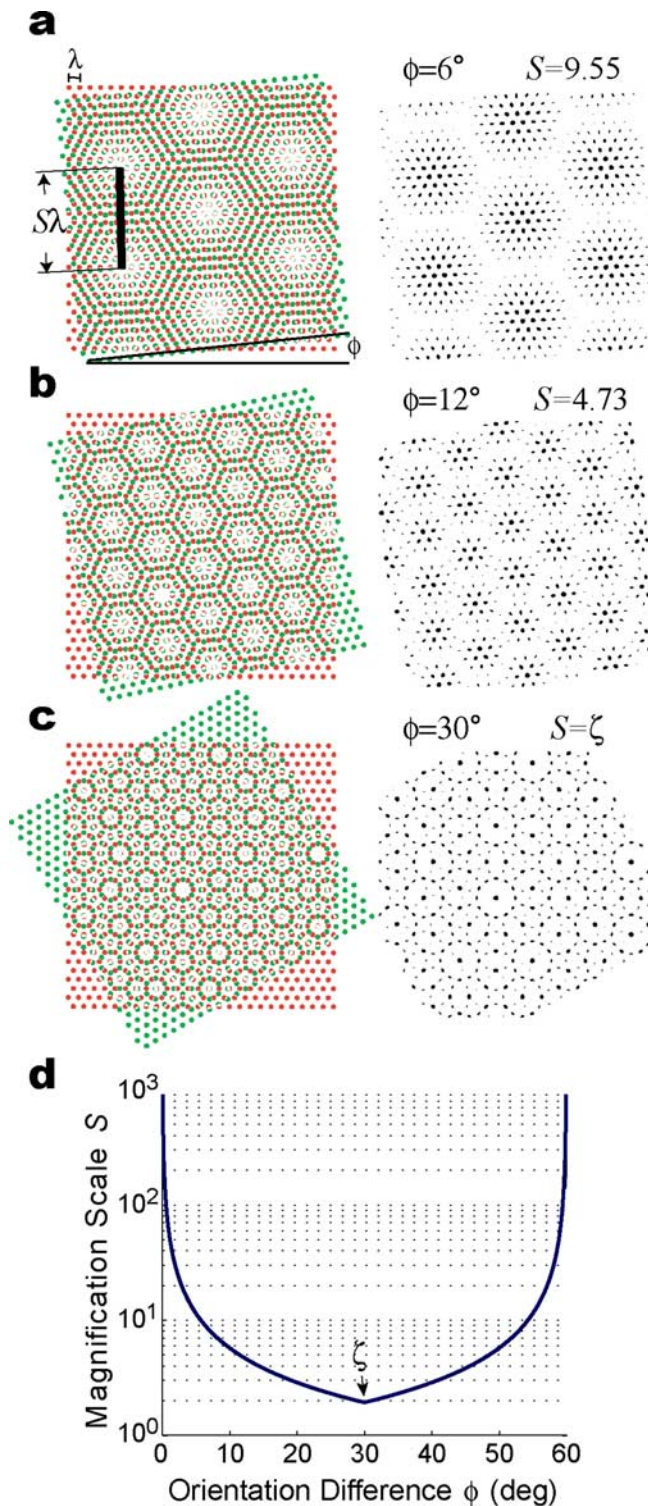 a
λ
ϕ=6° S=9.55
Sλ
ϕ
b
ϕ=12° S=4.73
c
ϕ=30° S=ζ
d
10³
10²
10¹
10⁰
Magnification Scale S
ζ
0 10 20 30 40 50 60
Orientation Difference ϕ (deg)